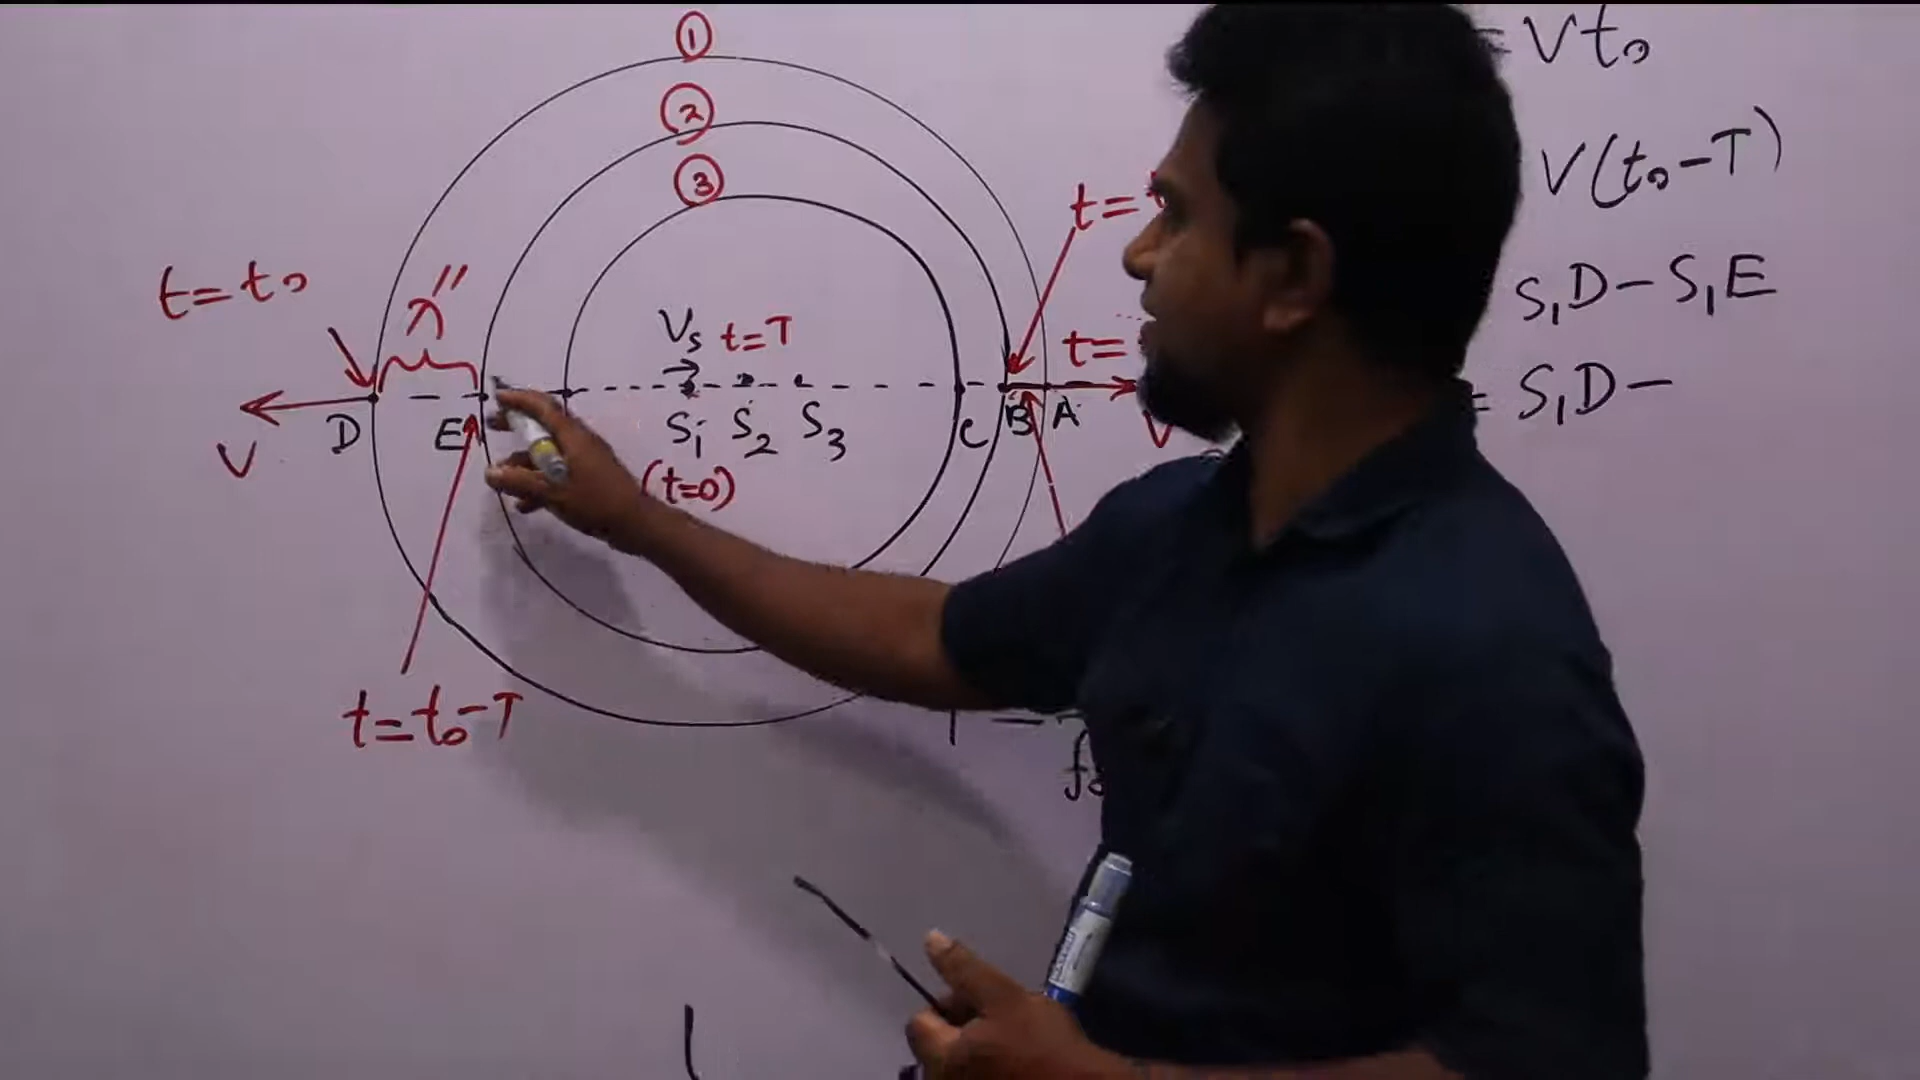 ①
②
③
= Vt₀
V(t₀-T)
t=
t=t₀
λ"
S₁D-S₁E
Vₛ t=T
t=
= S₁D-
D E S₁ S₂ S₃ C B A
V V
(t=0)
t=t₀-T